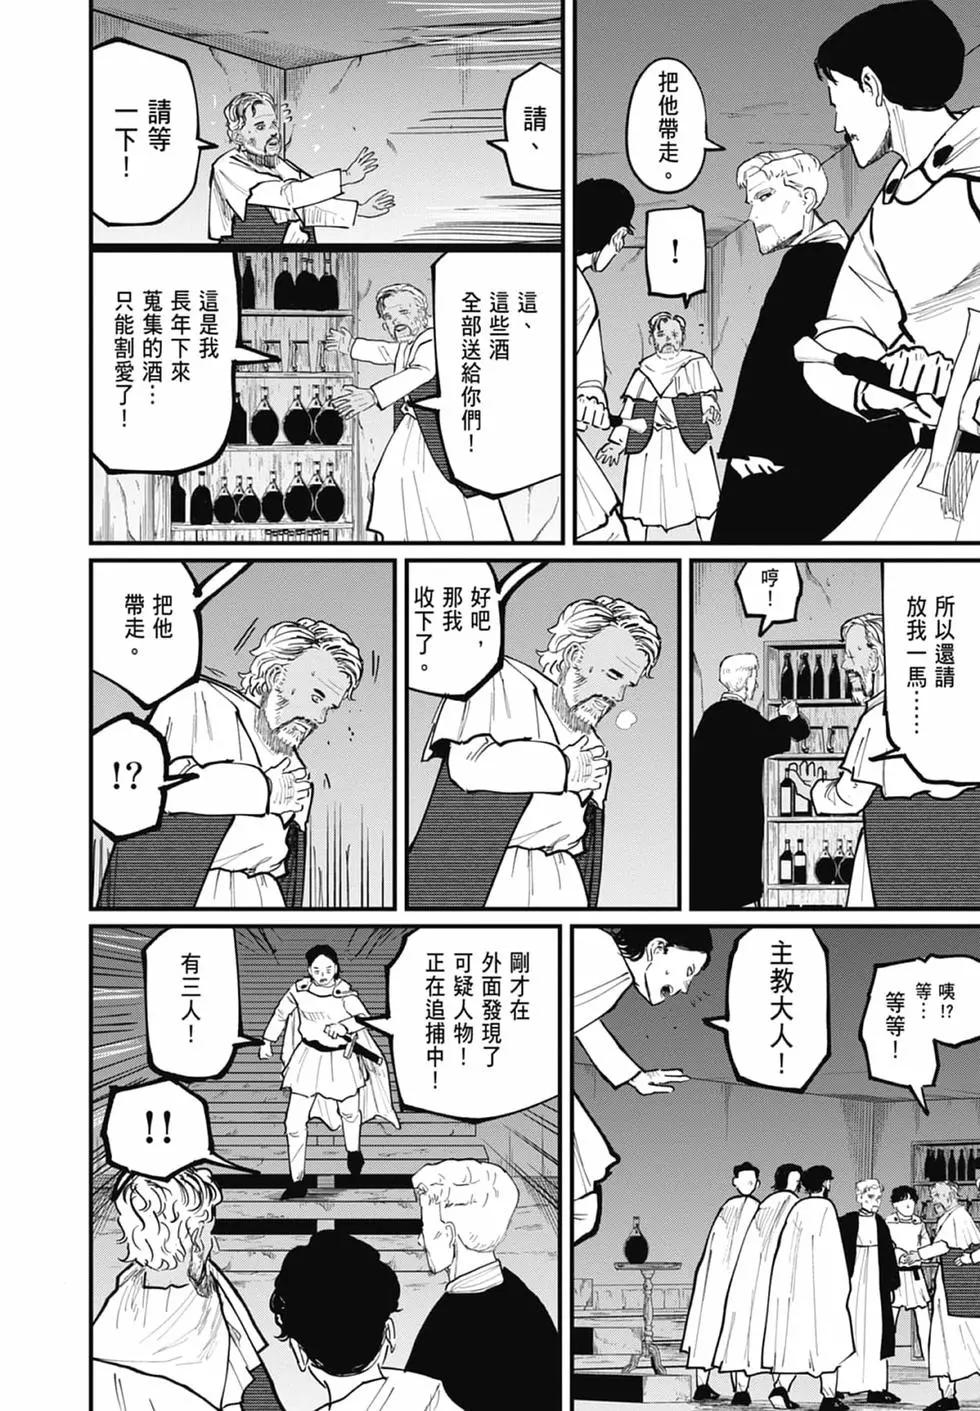 把他帶走。
！
請、
請等
一下！
這、
這些酒
全部送給你們！
這是我
長年下來
蒐集的酒…
只能割愛了！
所以還請
放我一馬……
哼！
好吧，
那我
收下了。
把他
帶走。
！？
咦！？
等…
等等！
主教大人！
剛才在
外面發現了
可疑人物！
正在追捕中！
有三人！
！！